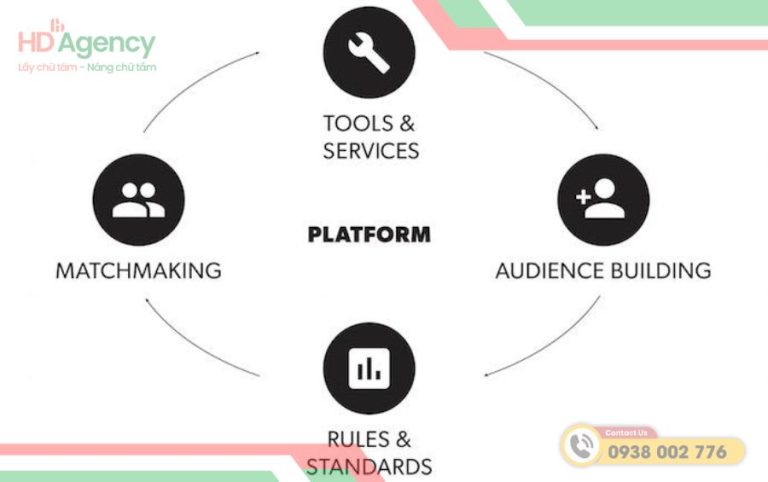 HD Agency
Lấy chữ tâm - Nâng chữ tầm
TOOLS &
SERVICES
MATCHMAKING
PLATFORM
AUDIENCE BUILDING
RULES &
STANDARDS
Contact Us
0938 002 776